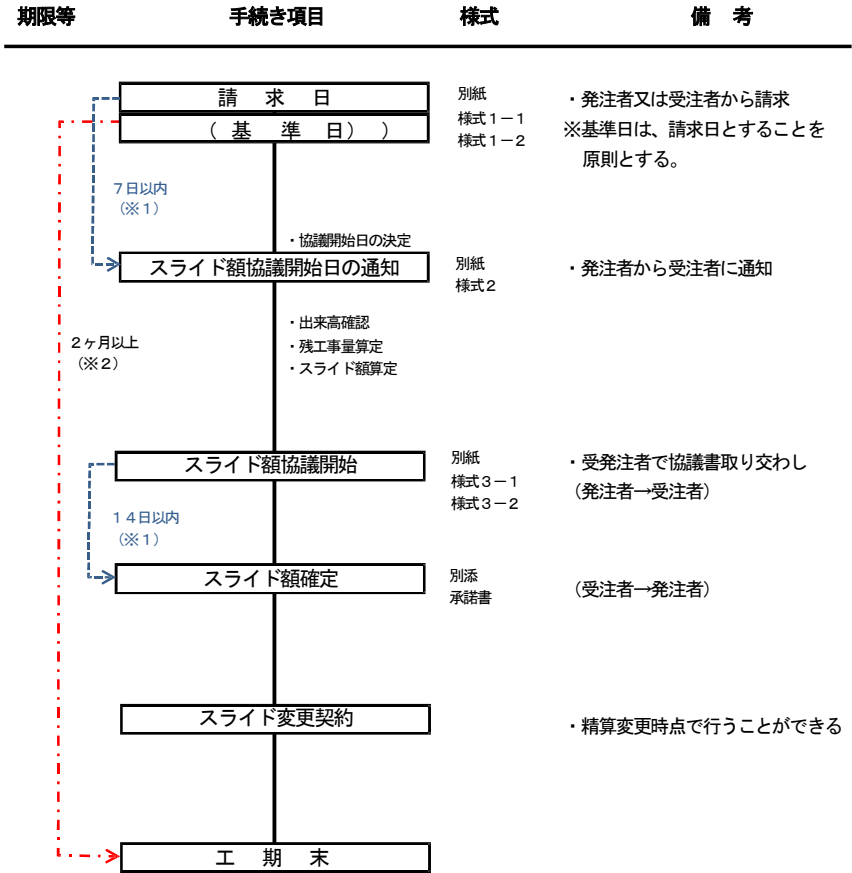 期限等　手続き項目　様式　備　考
請　求　日
別紙
・発注者又は受注者から請求
（　基　準　日）　）
様式１－１
様式１－２
※基準日は、請求日とすることを
原則とする。
７日以内
（※１）
・協議開始日の決定
スライド額協議開始日の通知
別紙
様式２
・発注者から受注者に通知
２ヶ月以上
（※２）
・出来高確認
・残工事量算定
・スライド額算定
スライド額協議開始
別紙
様式３－１
様式３－２
・受発注者で協議書取り交わし
（発注者→受注者）
１４日以内
（※１）
スライド額確定
別添
承諾書
（受注者→発注者）
スライド変更契約
・精算変更時点で行うことができる
工　期　末